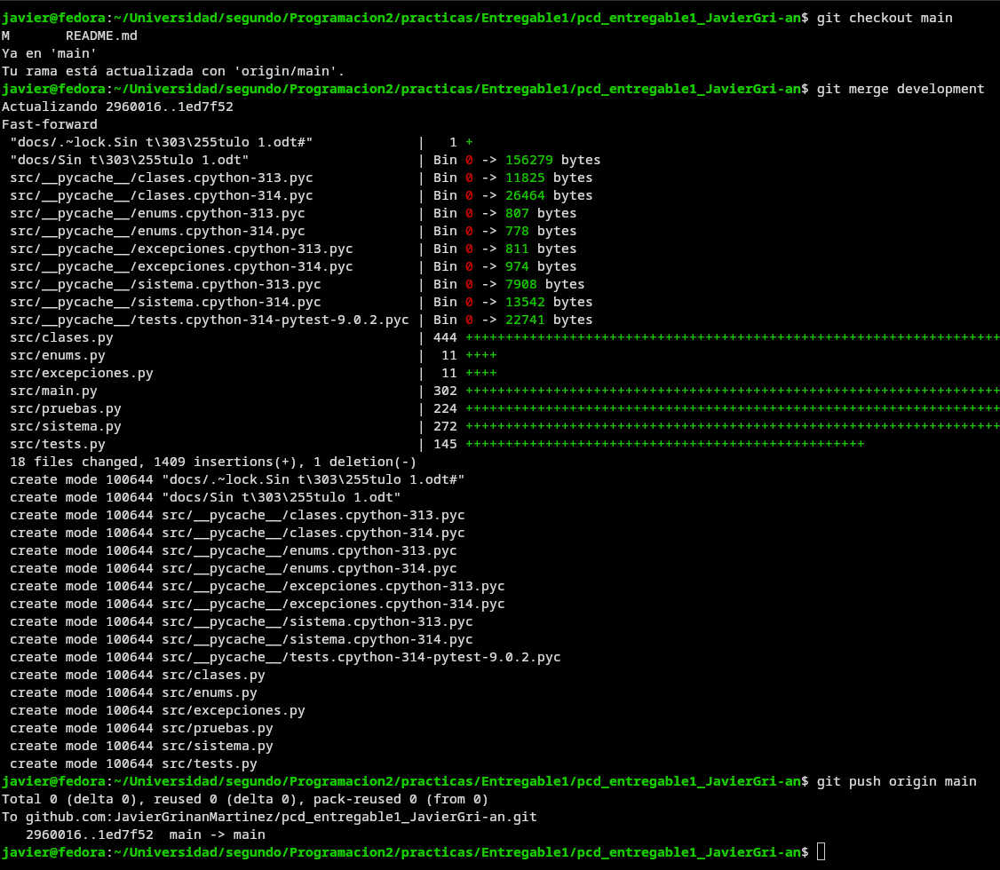 javier@fedora:~/Universidad/segundo/Programacion2/practicas/Entregable1/pcd_entregable1_JavierGri-an$ git checkout main
M       README.md
Ya en 'main'
Tu rama está actualizada con 'origin/main'.
javier@fedora:~/Universidad/segundo/Programacion2/practicas/Entregable1/pcd_entregable1_JavierGri-an$ git merge development
Actualizando 2960016..1ed7f52
Fast-forward
 "docs/.~lock.Sin t\303\255tulo 1.odt#"             |   1 +
 "docs/Sin t\303\255tulo 1.odt"                     | Bin 0 -> 156279 bytes
 src/__pycache__/clases.cpython-313.pyc             | Bin 0 -> 11825 bytes
 src/__pycache__/clases.cpython-314.pyc             | Bin 0 -> 26464 bytes
 src/__pycache__/enums.cpython-313.pyc              | Bin 0 -> 807 bytes
 src/__pycache__/enums.cpython-314.pyc              | Bin 0 -> 778 bytes
 src/__pycache__/excepciones.cpython-313.pyc        | Bin 0 -> 811 bytes
 src/__pycache__/excepciones.cpython-314.pyc        | Bin 0 -> 974 bytes
 src/__pycache__/sistema.cpython-313.pyc            | Bin 0 -> 7908 bytes
 src/__pycache__/sistema.cpython-314.pyc            | Bin 0 -> 13542 bytes
 src/__pycache__/tests.cpython-314-pytest-9.0.2.pyc | Bin 0 -> 22741 bytes
 src/clases.py                                      | 444 +++++++++++++++++++++++++++++++++++++++++++++++++++++++++++++++++++
 src/enums.py                                       |  11 ++++
 src/excepciones.py                                 |  11 ++++
 src/main.py                                        | 302 +++++++++++++++++++++++++++++++++++++++++++++++++++++++++++++++++++
 src/pruebas.py                                     | 224 +++++++++++++++++++++++++++++++++++++++++++++++++++++++++++++++++++
 src/sistema.py                                     | 272 +++++++++++++++++++++++++++++++++++++++++++++++++++++++++++++++++++
 src/tests.py                                       | 145 ++++++++++++++++++++++++++++++++++++++++++++++++++
 18 files changed, 1409 insertions(+), 1 deletion(-)
 create mode 100644 "docs/.~lock.Sin t\303\255tulo 1.odt#"
 create mode 100644 "docs/Sin t\303\255tulo 1.odt"
 create mode 100644 src/__pycache__/clases.cpython-313.pyc
 create mode 100644 src/__pycache__/clases.cpython-314.pyc
 create mode 100644 src/__pycache__/enums.cpython-313.pyc
 create mode 100644 src/__pycache__/enums.cpython-314.pyc
 create mode 100644 src/__pycache__/excepciones.cpython-313.pyc
 create mode 100644 src/__pycache__/excepciones.cpython-314.pyc
 create mode 100644 src/__pycache__/sistema.cpython-313.pyc
 create mode 100644 src/__pycache__/sistema.cpython-314.pyc
 create mode 100644 src/__pycache__/tests.cpython-314-pytest-9.0.2.pyc
 create mode 100644 src/clases.py
 create mode 100644 src/enums.py
 create mode 100644 src/excepciones.py
 create mode 100644 src/pruebas.py
 create mode 100644 src/sistema.py
 create mode 100644 src/tests.py
javier@fedora:~/Universidad/segundo/Programacion2/practicas/Entregable1/pcd_entregable1_JavierGri-an$ git push origin main
Total 0 (delta 0), reused 0 (delta 0), pack-reused 0 (from 0)
To github.com:JavierGrinanMartinez/pcd_entregable1_JavierGri-an.git
   2960016..1ed7f52  main -> main
javier@fedora:~/Universidad/segundo/Programacion2/practicas/Entregable1/pcd_entregable1_JavierGri-an$